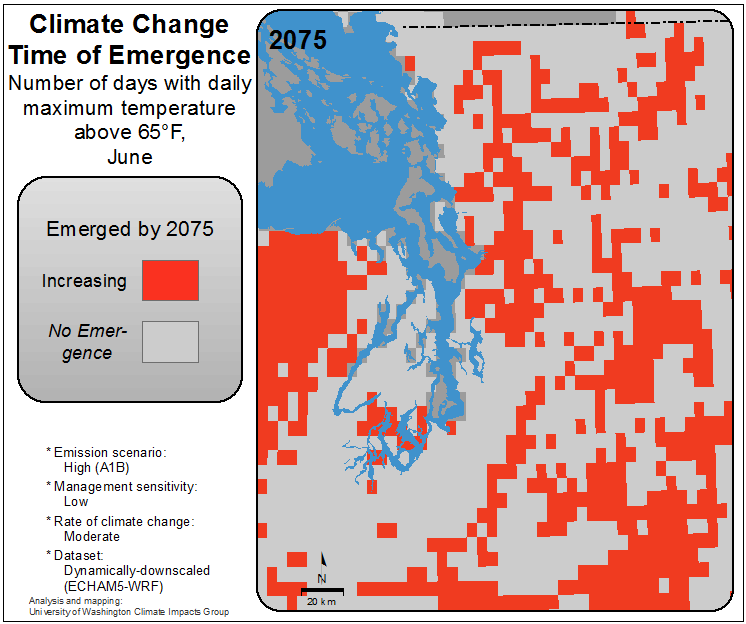 Climate Change
Time of Emergence
Number of days with daily
maximum temperature
above 65°F,
June
Emerged by 2075
Increasing
No Emer-
gence
* Emission scenario:
High (A1B)
* Management sensitivity:
Low
* Rate of climate change:
Moderate
* Dataset:
Dynamically-downscaled
(ECHAM5-WRF)
Analysis and mapping:
University of Washington Climate Impacts Group
2075
N
20 km